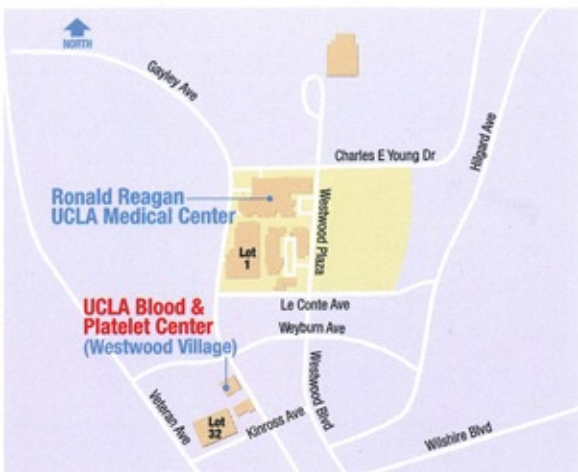 NORTH
Gayley Ave
Hilgard Ave
Charles E Young Dr
Ronald Reagan
UCLA Medical Center
Westwood Plaza
Lot
1
Le Conte Ave
UCLA Blood &
Platelet Center
(Westwood Village)
Weyburn Ave
Westwood Blvd
Veteran Ave
Lot
32
Kinross Ave
Wilshire Blvd